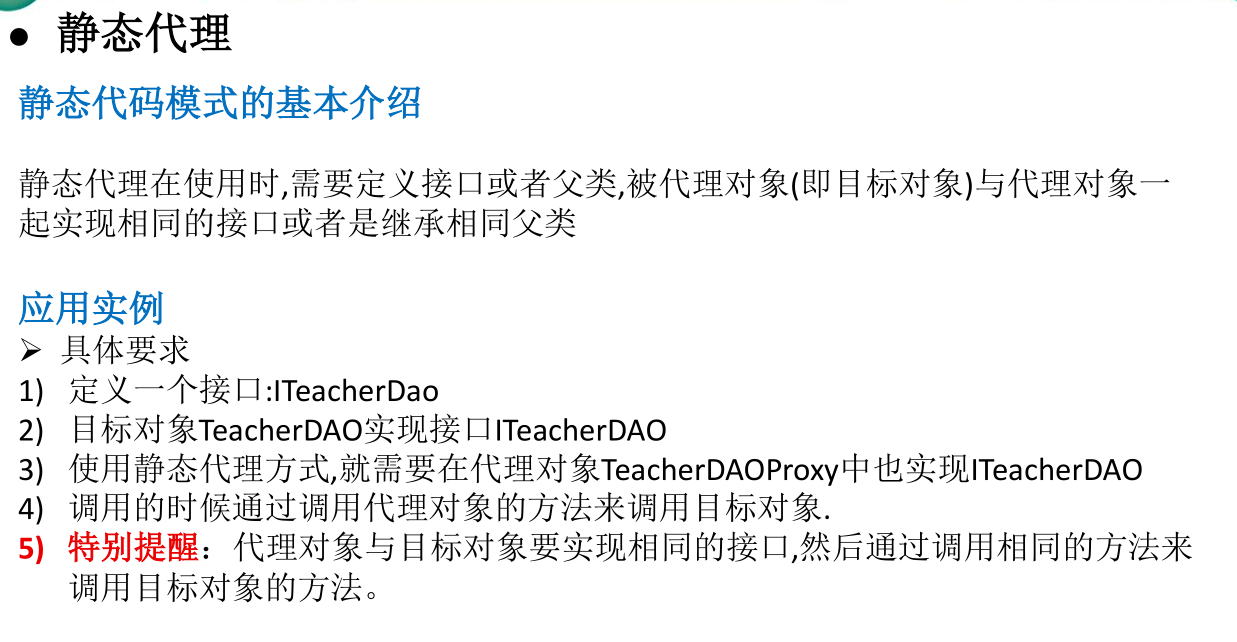 ● 静态代理
静态代码模式的基本介绍
静态代理在使用时,需要定义接口或者父类,被代理对象(即目标对象)与代理对象一
起实现相同的接口或者是继承相同父类
应用实例
➢ 具体要求
1) 定义一个接口:ITeacherDao
2) 目标对象TeacherDAO实现接口ITeacherDAO
3) 使用静态代理方式,就需要在代理对象TeacherDAOProxy中也实现ITeacherDAO
4) 调用的时候通过调用代理对象的方法来调用目标对象.
5) 特别提醒：代理对象与目标对象要实现相同的接口,然后通过调用相同的方法来
调用目标对象的方法。